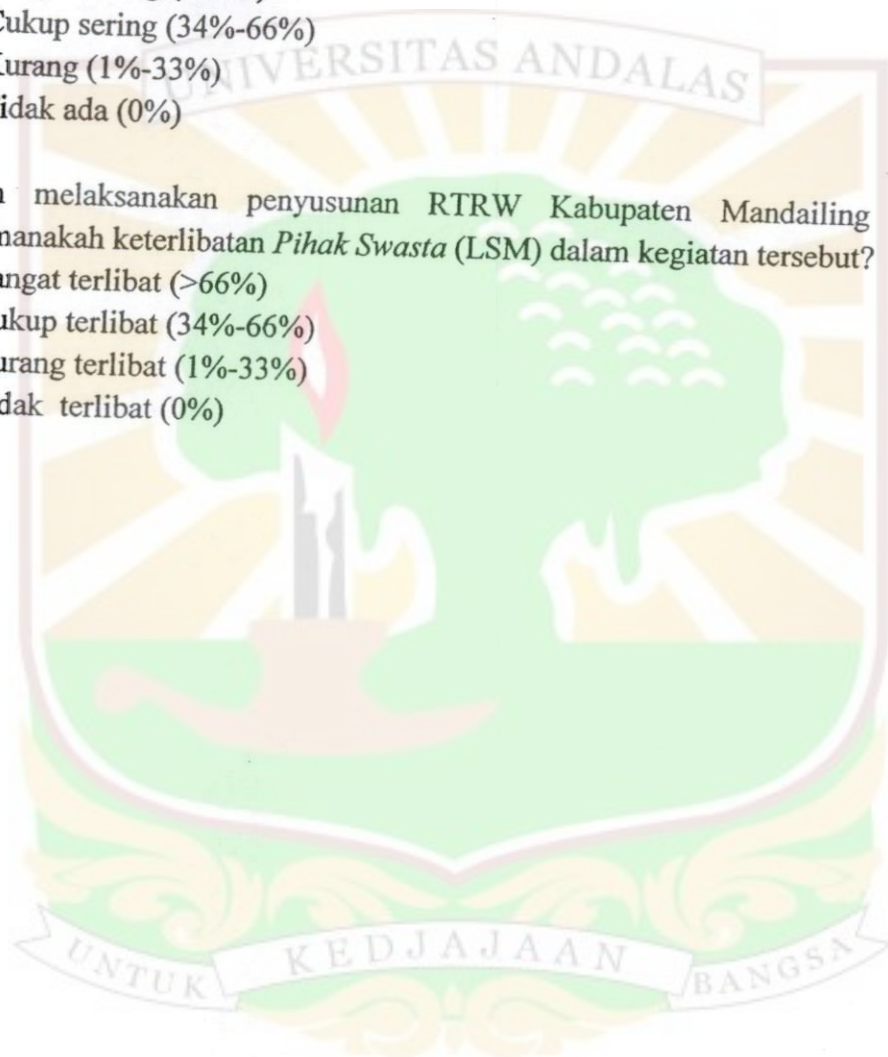 Cukup sering (34%-66%)
Kurang (1%-33%)
idak ada (0%)
melaksanakan penyusunan RTRW Kabupaten Mandailing
manakah keterlibatan Pihak Swasta (LSM) dalam kegiatan tersebut?
angat terlibat (>66%)
ukup terlibat (34%-66%)
urang terlibat (1%-33%)
dak terlibat (0%)
UNIVERSITAS ANDALAS
UNTUK KEDJAJAAN BANGSA